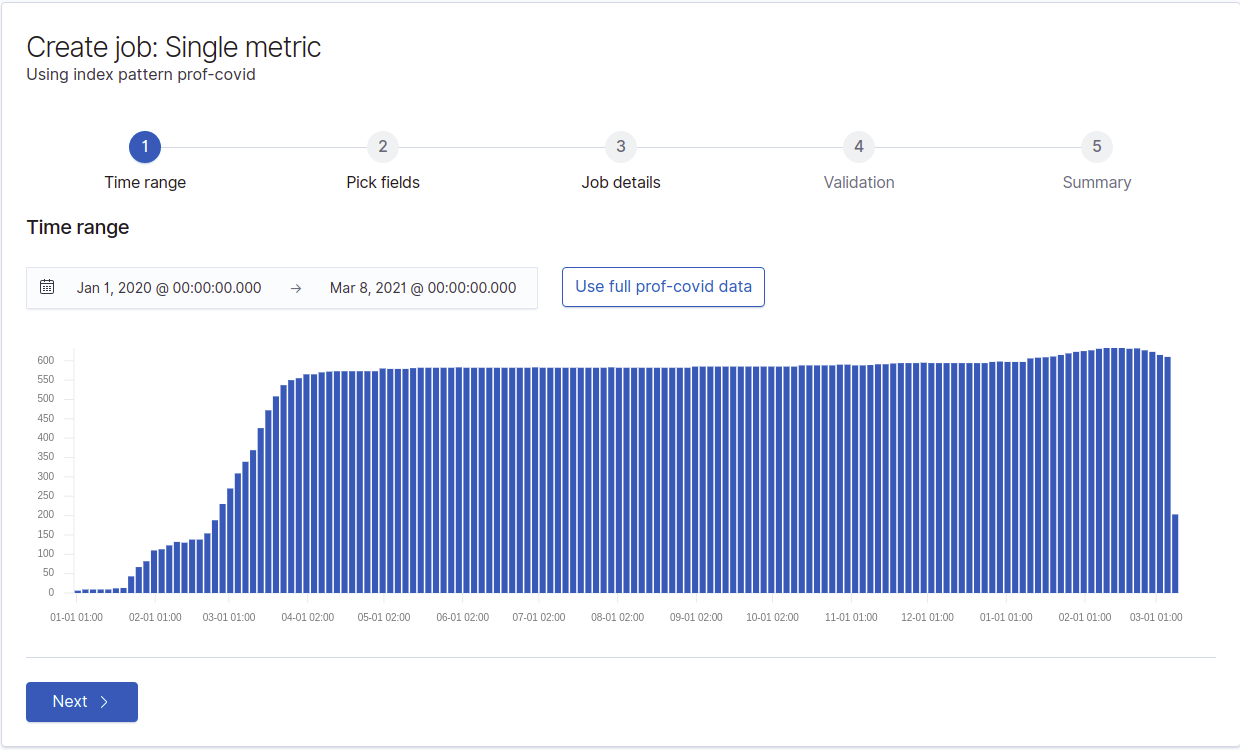 Create job: Single metric
Using index pattern prof-covid
1 2 3 4 5
Time range Pick fields Job details Validation Summary
Time range
Jan 1, 2020 @ 00:00:00.000 → Mar 8, 2021 @ 00:00:00.000 Use full prof-covid data
600
550
500
450
400
350
300
250
200
150
100
50
0
01-01 01:00 02-01 01:00 03-01 01:00 04-01 02:00 05-01 02:00 06-01 02:00 07-01 02:00 08-01 02:00 09-01 02:00 10-01 02:00 11-01 01:00 12-01 01:00 01-01 01:00 02-01 01:00 03-01 01:00
Next